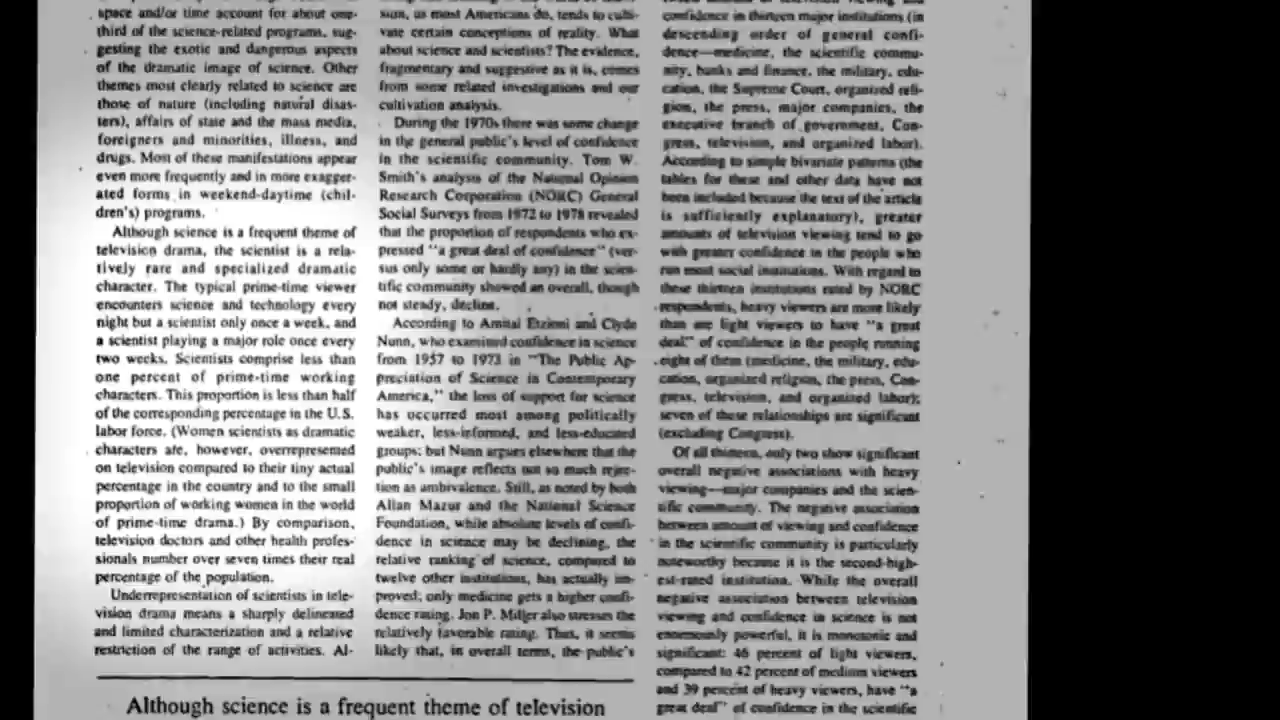 space and/or time account for about one-
third of the science-related programs, sug-
gesting the exotic and dangerous aspects
of the dramatic image of science. Other
themes most clearly related to science are
those of nature (including natural disas-
ters), affairs of state and the mass media,
foreigners and minorities, illness, and
drugs. Most of these manifestations appear
even more frequently and in more exagger-
ated forms in weekend-daytime (chil-
dren's) programs.
Although science is a frequent theme of
television drama, the scientist is a rela-
tively rare and specialized dramatic
character. The typical prime-time viewer
encounters science and technology every
night but a scientist only once a week, and
a scientist playing a major role once every
two weeks. Scientists comprise less than
one percent of prime-time working
characters. This proportion is less than half
of the corresponding percentage in the U.S.
labor force. (Women scientists as dramatic
characters are, however, overrepresented
on television compared to their tiny actual
percentage in the country and to the small
proportion of working women in the world
of prime-time drama.) By comparison,
television doctors and other health profes-
sionals number over seven times their real
percentage of the population.
Underrepresentation of scientists in tele-
vision drama means a sharply delineated
and limited characterization and a relative
restriction of the range of activities. Al-
sion, as most Americans do, tends to culti-
vate certain conceptions of reality. What
about science and scientists? The evidence,
fragmentary and suggestive as it is, comes
from some related investigations and our
cultivation analysis.
During the 1970s there was some change
in the general public's level of confidence
in the scientific community. Tom W.
Smith's analysis of the National Opinion
Research Corporation (NORC) General
Social Surveys from 1972 to 1978 revealed
that the proportion of respondents who ex-
pressed "a great deal of confidence" (ver-
sus only some or hardly any) in the scien-
tific community showed an overall, though
not steady, decline.
According to Amitai Etzioni and Clyde
Nunn, who examined confidence in science
from 1957 to 1973 in "The Public Ap-
preciation of Science in Contemporary
America," the loss of support for science
has occurred most among politically
weaker, less-informed, and less-educated
groups; but Nunn argues elsewhere that the
public's image reflects not so much rejec-
tion as ambivalence. Still, as noted by both
Allan Mazur and the National Science
Foundation, while absolute levels of confi-
dence in science may be declining, the
relative ranking of science, compared to
twelve other institutions, has actually im-
proved; only medicine gets a higher confi-
dence rating. Jon P. Miller also stresses the
relatively favorable rating. Thus, it seems
likely that, in overall terms, the public's
confidence in thirteen major institutions (in
descending order of general confi-
dence—medicine, the scientific commu-
nity, banks and finance, the military, edu-
cation, the Supreme Court, organized reli-
gion, the press, major companies, the
executive branch of government, Con-
gress, television, and organized labor).
According to simple bivariate patterns (the
tables for these and other data have not
been included because the text of the article
is sufficiently explanatory), greater
amounts of television viewing tend to go
with greater confidence in the people who
run most social institutions. With regard to
these thirteen institutions rated by NORC
respondents, heavy viewers are more likely
than are light viewers to have "a great
deal" of confidence in the people running
eight of them (medicine, the military, edu-
cation, organized religion, the press, Con-
gress, television, and organized labor);
seven of these relationships are significant
(excluding Congress).
Of all thirteen, only two show significant
overall negative associations with heavy
viewing—major companies and the scien-
tific community. The negative association
between amount of viewing and confidence
in the scientific community is particularly
noteworthy because it is the second-high-
est-rated institution. While the overall
negative association between television
viewing and confidence in science is not
enormously powerful, it is monotonic and
significant: 46 percent of light viewers,
compared to 42 percent of medium viewers
and 39 percent of heavy viewers, have "a
great deal" of confidence in the scientific
Although science is a frequent theme of television